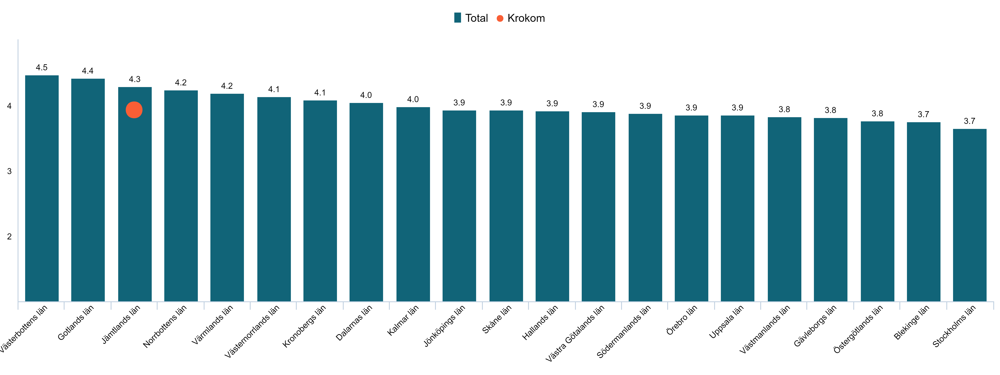 Total Krokom
4.5 4.4 4.3 4.2 4.2 4.1 4.1 4.0 4.0 3.9 3.9 3.9 3.9 3.9 3.9 3.9 3.8 3.8 3.8 3.7 3.7
4
3
2
Västerbottens län
Gotlands län
Jämtlands län
Norrbottens län
Värmlands län
Västernorrlands län
Kronobergs län
Dalarnas län
Kalmar län
Jönköpings län
Skåne län
Hallands län
Västra Götalands län
Södermanlands län
Örebro län
Uppsala län
Västmanlands län
Gävleborgs län
Östergötlands län
Blekinge län
Stockholms län